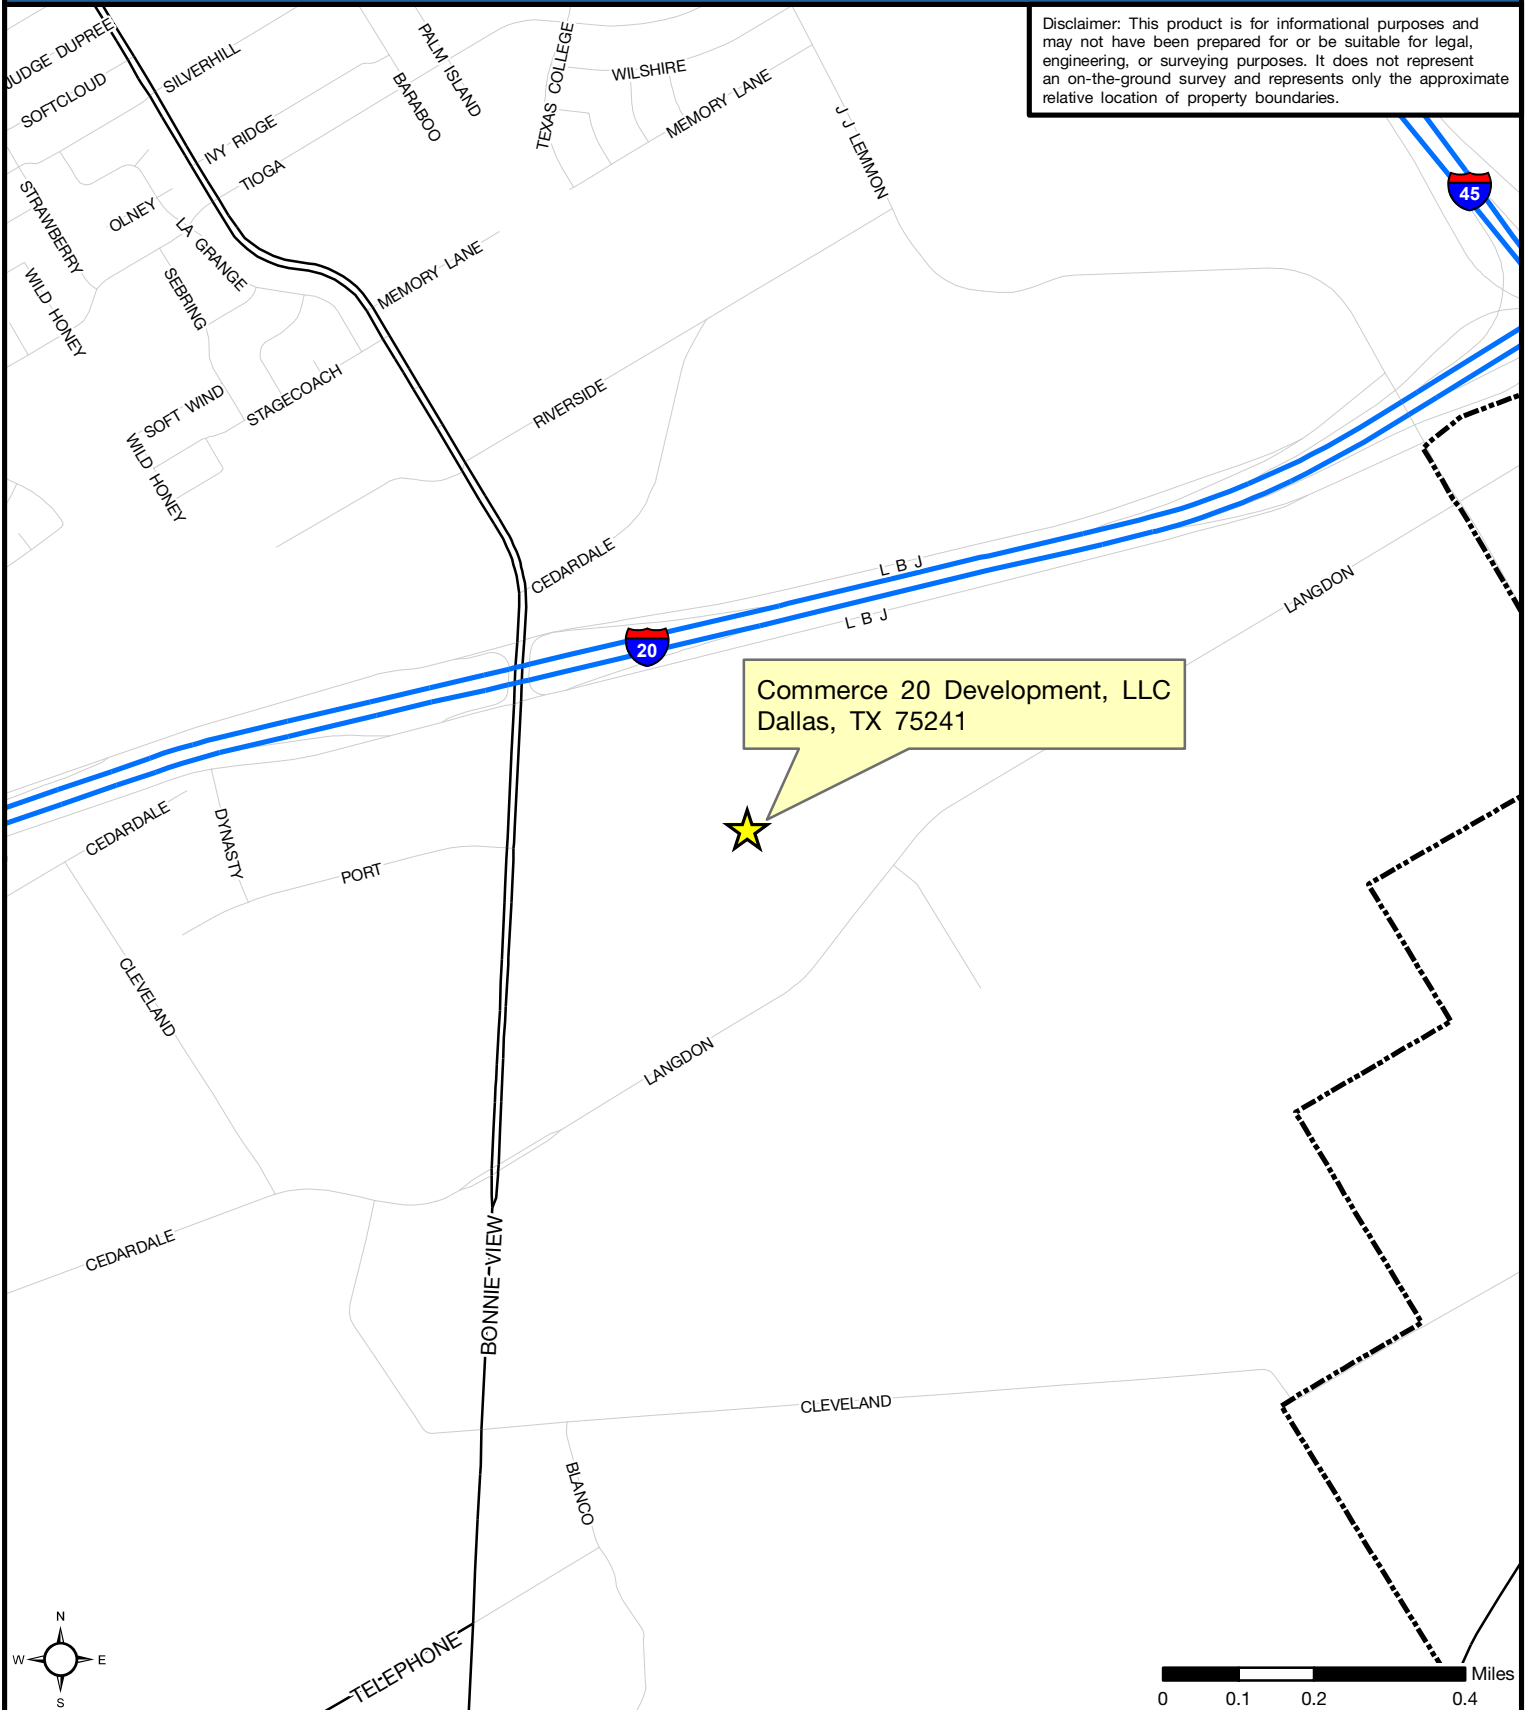 Disclaimer: This product is for informational purposes and
may not have been prepared for or be suitable for legal,
engineering, or surveying purposes. It does not represent
an on-the-ground survey and represents only the approximate
relative location of property boundaries.
JUDGE DUPREE
SOFTCLOUD
SILVERHILL
PALM ISLAND
BARABOO
TEXAS COLLEGE
WILSHIRE
MEMORY LANE
J J LEMMON
45
IVY RIDGE
TIOGA
STRAWBERRY
OLNEY
LA GRANGE
SEBRING
WILD HONEY
MEMORY LANE
SOFT WIND
STAGECOACH
RIVERSIDE
WILD HONEY
CEDARDALE
L B J
L B J
LANGDON
20
Commerce 20 Development, LLC
Dallas, TX 75241
CEDARDALE
DYNASTY
PORT
CLEVELAND
LANGDON
CEDARDALE
BONNIE VIEW
CLEVELAND
BLANCO
TELEPHONE
N
W
E
S
Miles
0
0.1
0.2
0.4